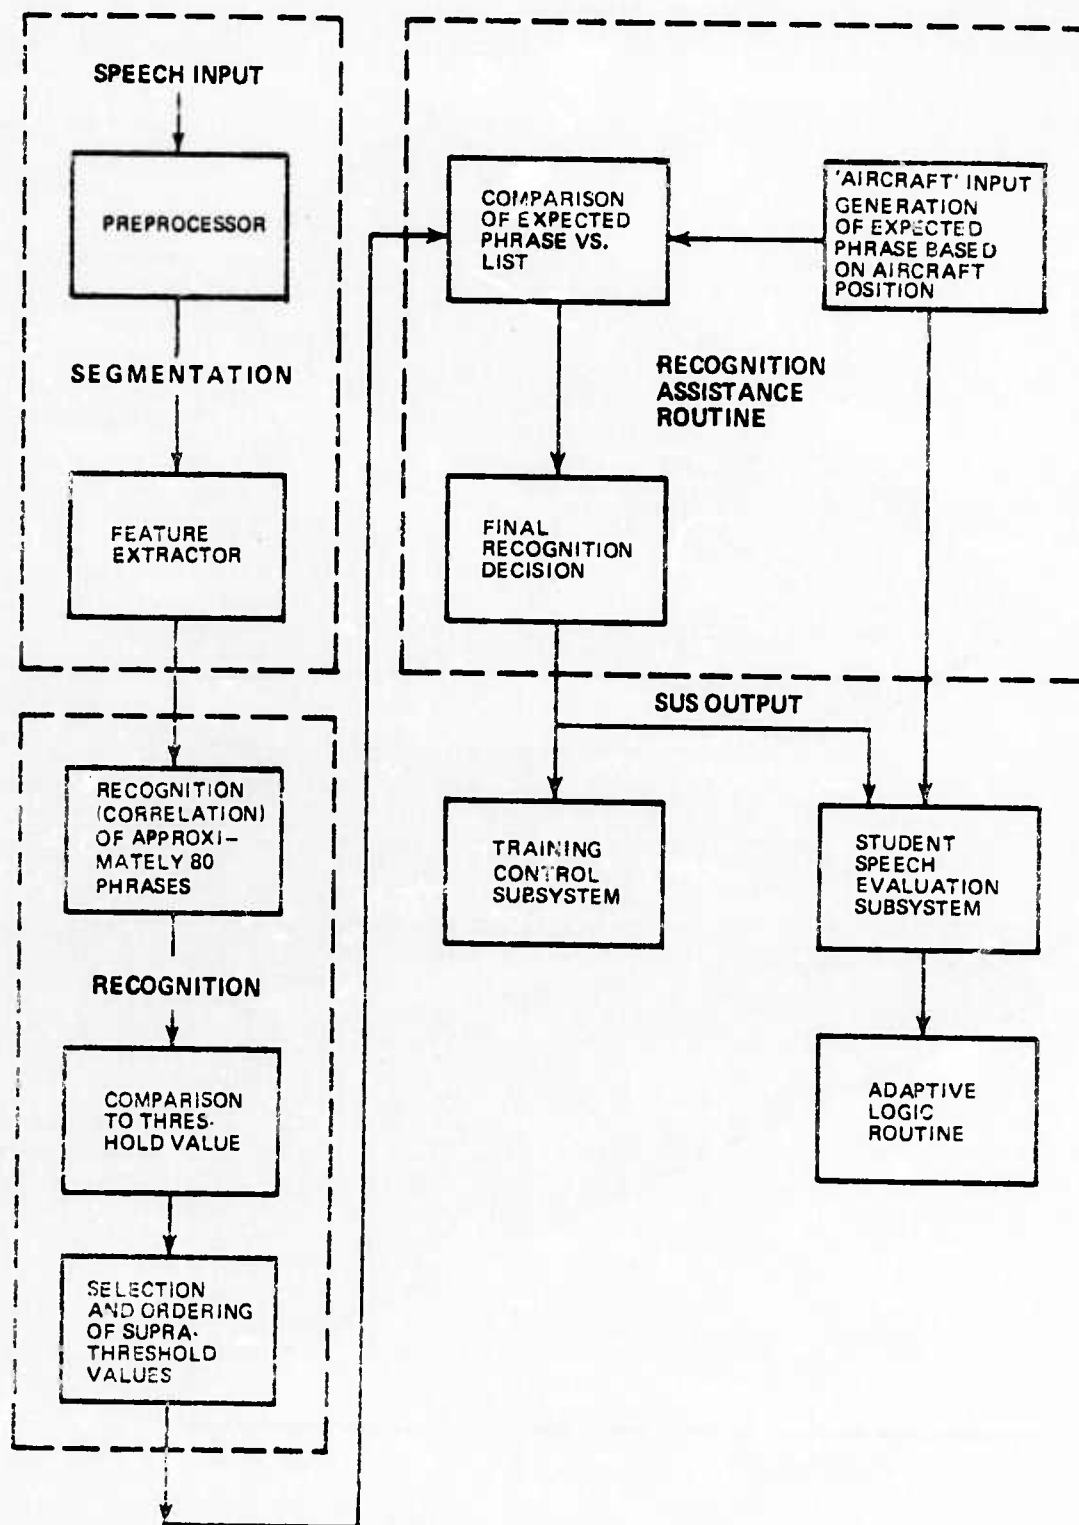 SPEECH INPUT
PREPROCESSOR
SEGMENTATION
FEATURE
EXTRACTOR
RECOGNITION
(CORRELATION)
OF APPROXI-
MATELY 80
PHRASES
RECOGNITION
COMPARISON
TO THRES-
HOLD VALUE
SELECTION
AND ORDERING
OF SUPRA-
THRESHOLD
VALUES
COMPARISON
OF EXPECTED
PHRASE VS.
LIST
'AIRCRAFT' INPUT
GENERATION
OF EXPECTED
PHRASE BASED
ON AIRCRAFT
POSITION
RECOGNITION
ASSISTANCE
ROUTINE
FINAL
RECOGNITION
DECISION
SUS OUTPUT
TRAINING
CONTROL
SUBSYSTEM
STUDENT
SPEECH
EVALUATION
SUBSYSTEM
ADAPTIVE
LOGIC
ROUTINE